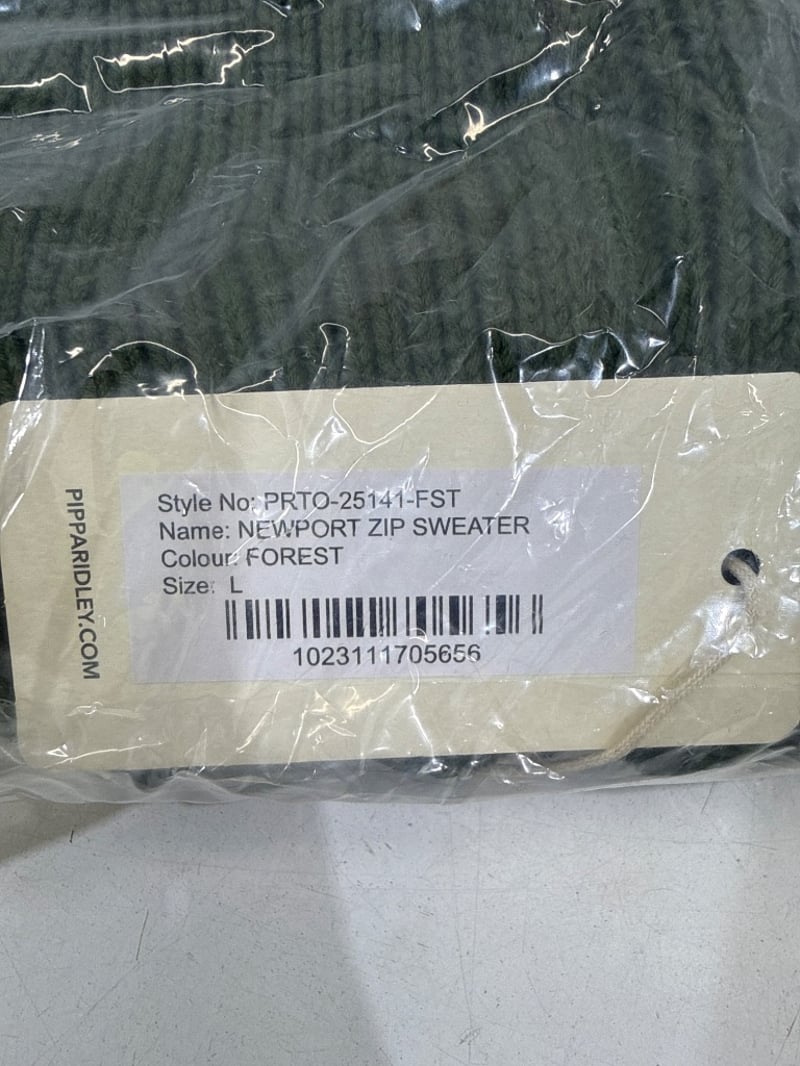 Style No: PRTO-25141-FST
Name: NEWPORT ZIP SWEATER
Colour: FOREST
Size: L
1023111705656
PIPPARIDLEY.COM